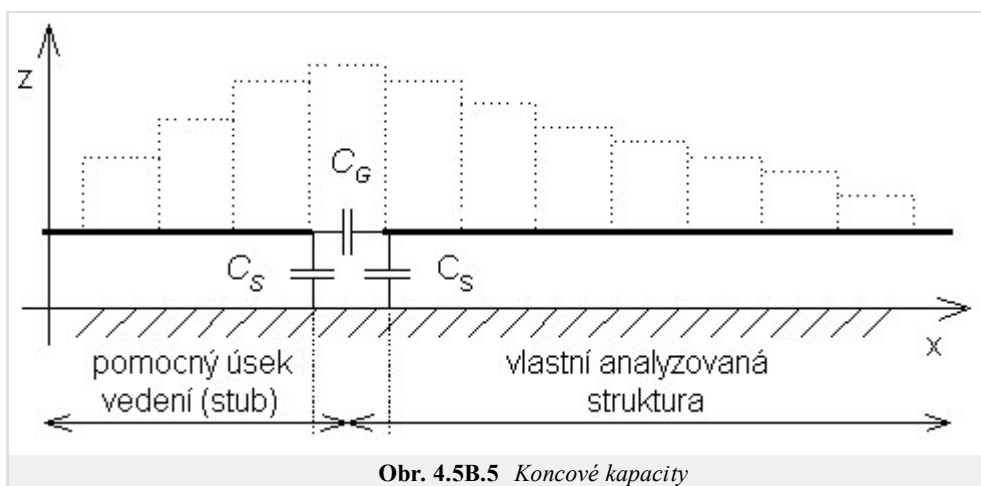 z
C_G
C_S
C_S
x
pomocný úsek
vedení (stub)
vlastní analyzovaná
struktura
Obr. 4.5B.5 Koncové kapacity